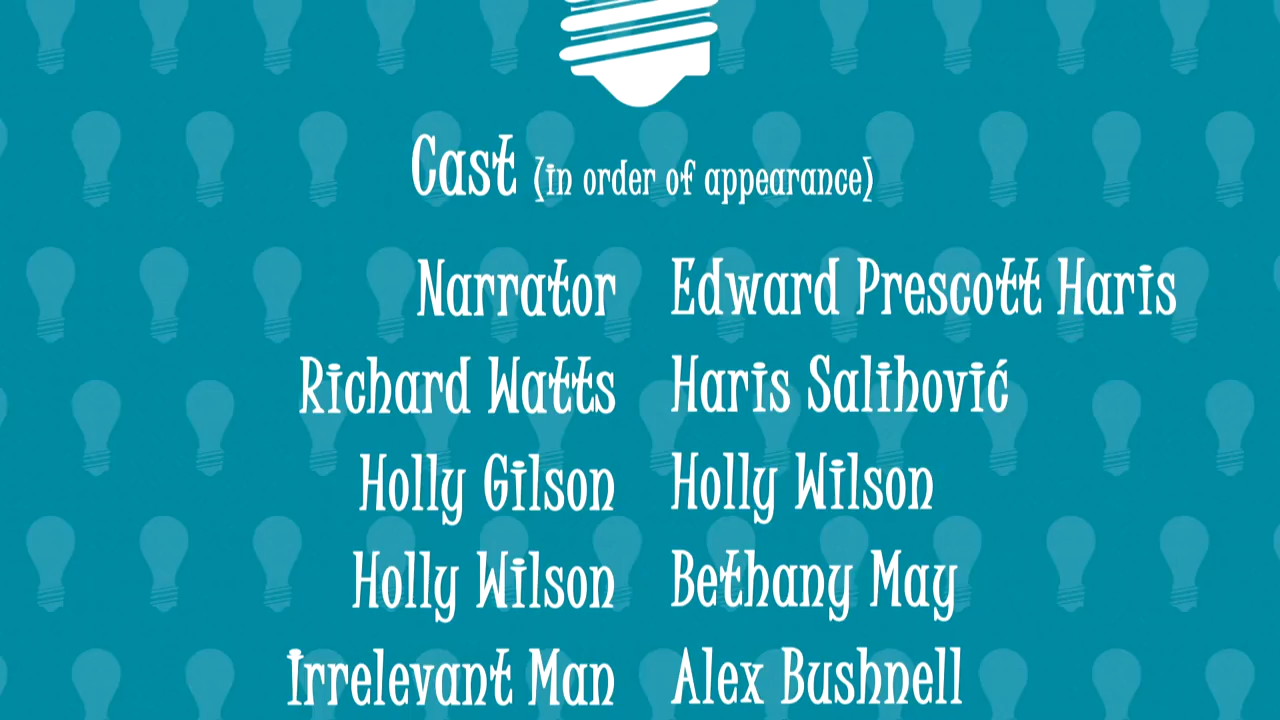 Cast (in order of appearance)
Narrator Edward Prescott Haris
Richard Watts Haris Salihović
Holly Gilson Holly Wilson
Holly Wilson Bethany May
Irrelevant Man Alex Bushnell